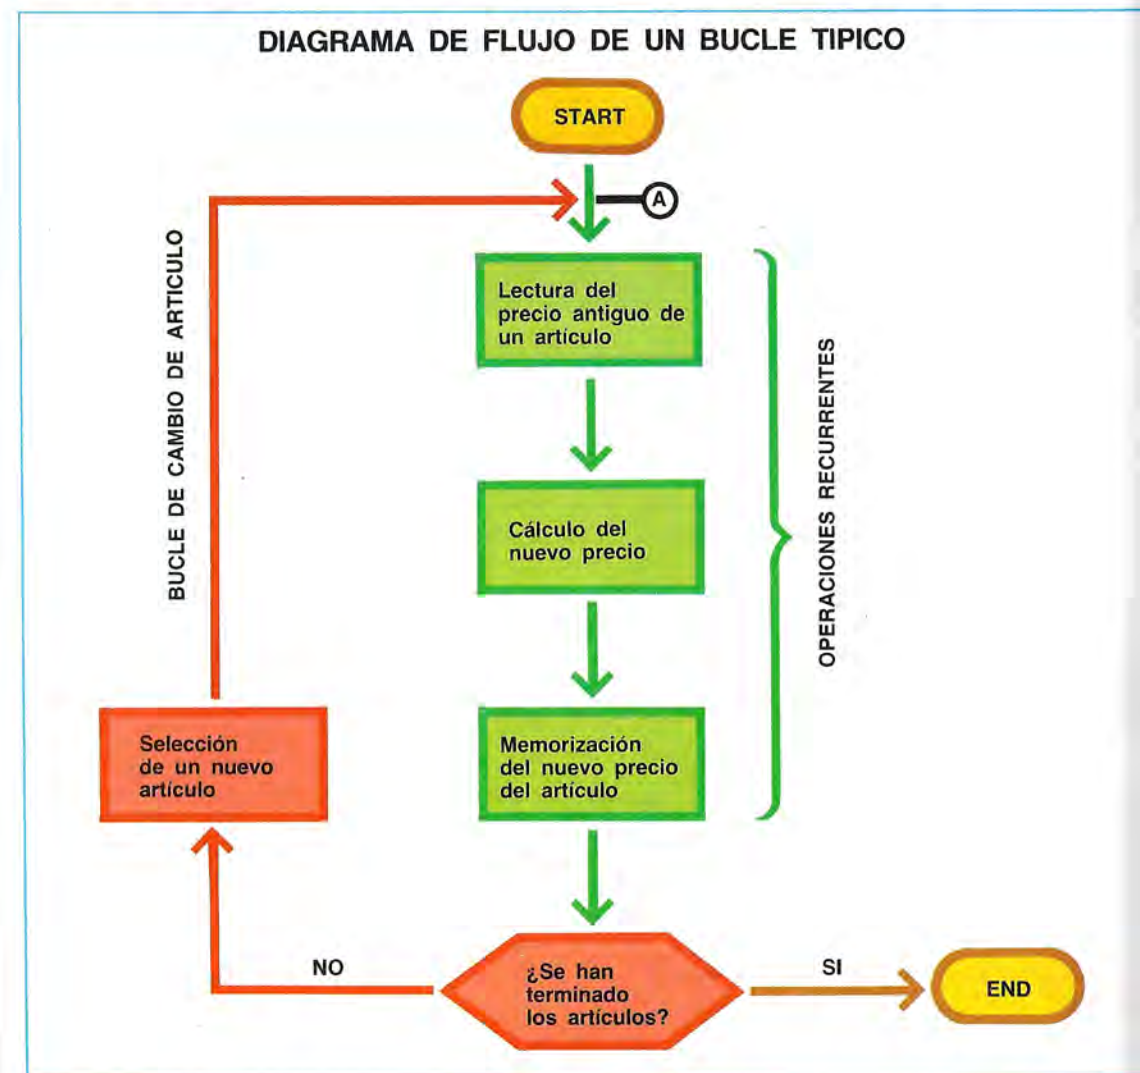 DIAGRAMA DE FLUJO DE UN BUCLE TIPICO
START
A
BUCLE DE CAMBIO DE ARTICULO
Lectura del
precio antiguo de
un artículo
OPERACIONES RECURRENTES
Cálculo del
nuevo precio
Selección
de un nuevo
artículo
Memorización
del nuevo precio
del artículo
NO
¿Se han
terminado
los artículos?
SI
END